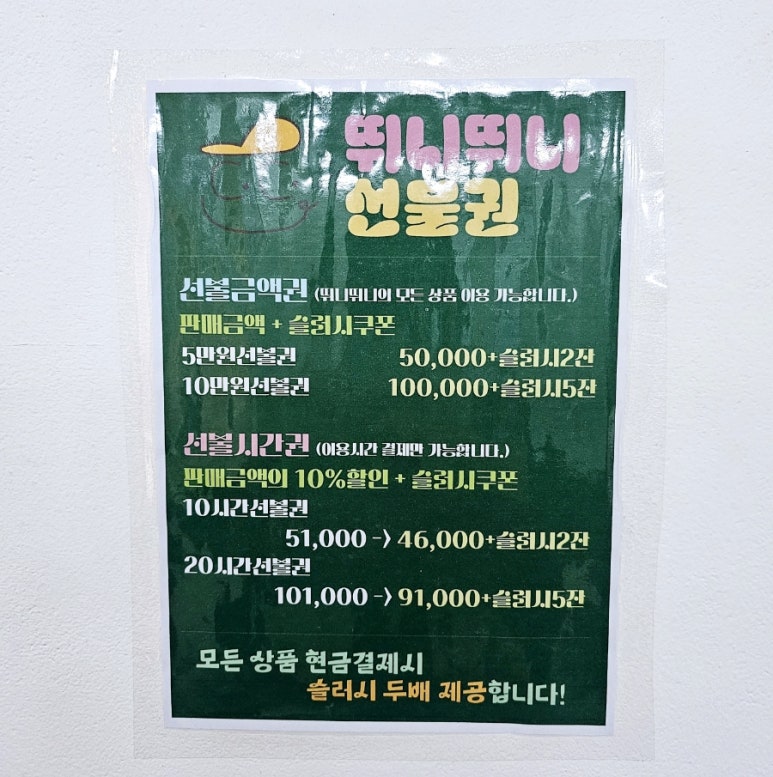 뛰니뛰니
선물권
선불금액권 (뛰니뛰니의 모든 상품 이용 가능합니다.)
판매금액 + 슬러시쿠폰
5만원선불권 50,000+슬러시2잔
10만원선불권 100,000+슬러시5잔
선불시간권 (이용시간 결제만 가능합니다.)
판매금액의 10%할인 + 슬러시쿠폰
10시간선불권
51,000 -> 46,000+슬러시2잔
20시간선불권
101,000 -> 91,000+슬러시5잔
모든 상품 현금결제시
슬러시 두배 제공합니다!